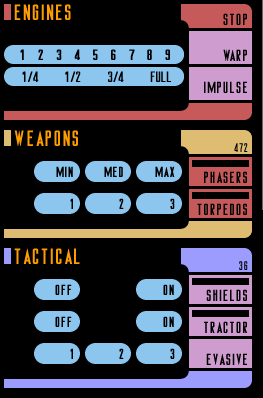 ENGINES
STOP
1 2 3 4 5 6 7 8 9 WARP
1/4 1/2 3/4 FULL IMPULSE
WEAPONS
472
MIN MED MAX PHASERS
1 2 3 TORPEDOS
TACTICAL
36
OFF ON SHIELDS
OFF ON TRACTOR
1 2 3 EVASIVE